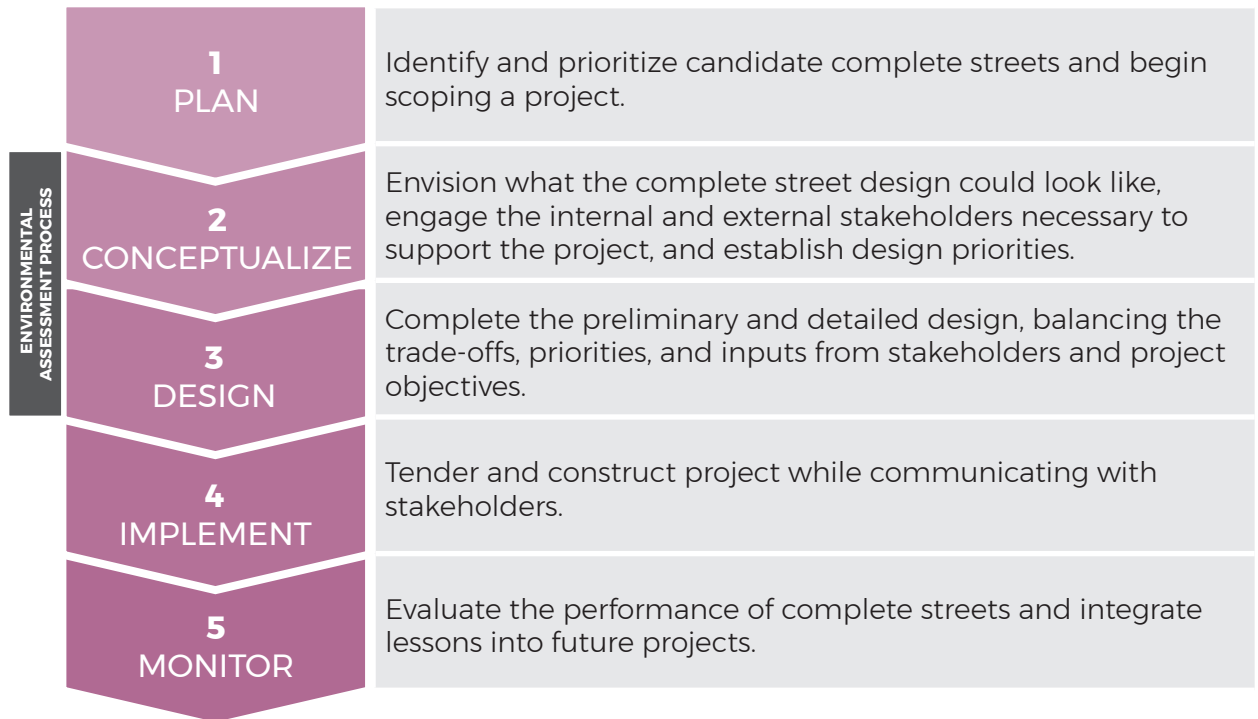 1
PLAN
Identify and prioritize candidate complete streets and begin
scoping a project.
ENVIRONMENTAL
ASSESSMENT PROCESS
2
CONCEPTUALIZE
Envision what the complete street design could look like,
engage the internal and external stakeholders necessary to
support the project, and establish design priorities.
3
DESIGN
Complete the preliminary and detailed design, balancing the
trade-offs, priorities, and inputs from stakeholders and project
objectives.
4
IMPLEMENT
Tender and construct project while communicating with
stakeholders.
5
MONITOR
Evaluate the performance of complete streets and integrate
lessons into future projects.